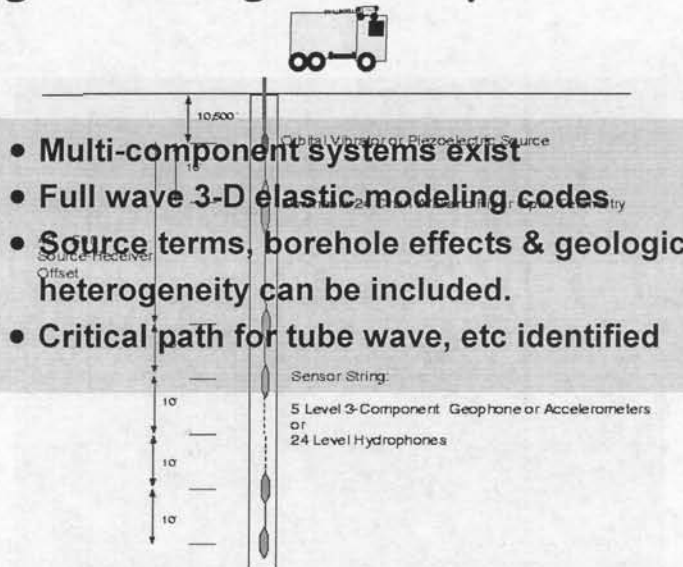 10,500
Orbital Vibrator or Piezoelectric Source
• Multi-component systems exist
• Full wave 3-D elastic modeling codes
• Source terms, borehole effects & geologic
Source-Receiver
Offset
heterogeneity can be included.
• Critical path for tube wave, etc identified
Sensor String:
5 Level 3-Component Geophone or Accelerometers
or
24 Level Hydrophones
10'
10'
10'